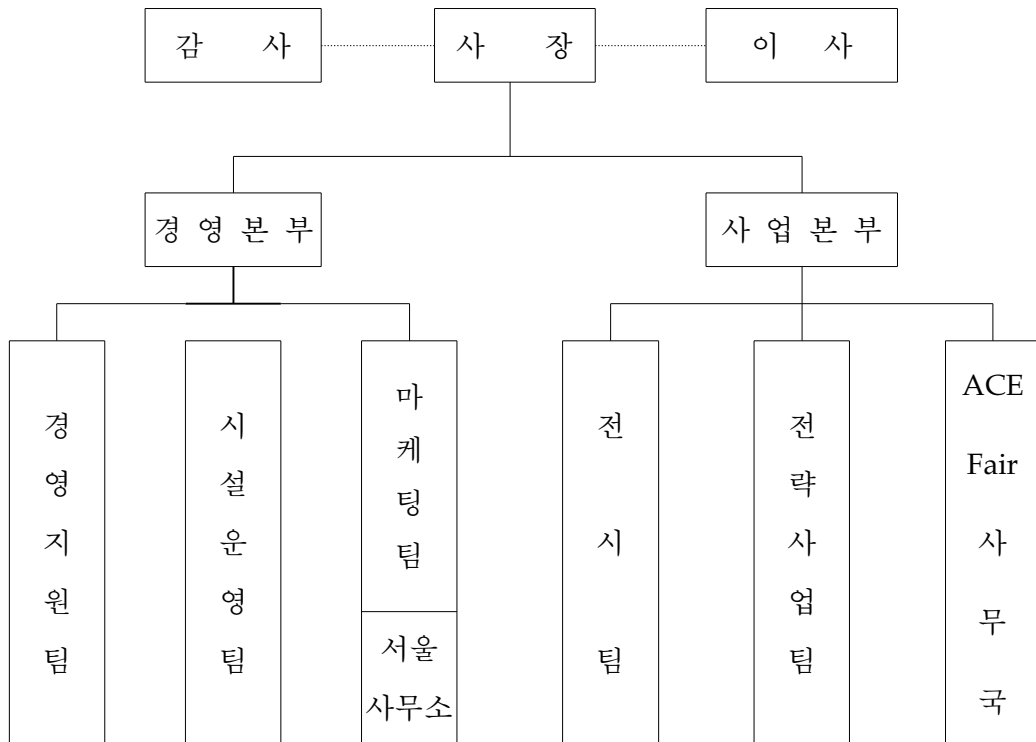 감 사
사 장
이 사
경 영 본 부
사 업 본 부
경영지원팀
시설운영팀
마케팅팀
서울
사무소
전시팀
전략사업팀
ACE
Fair
사
무
국